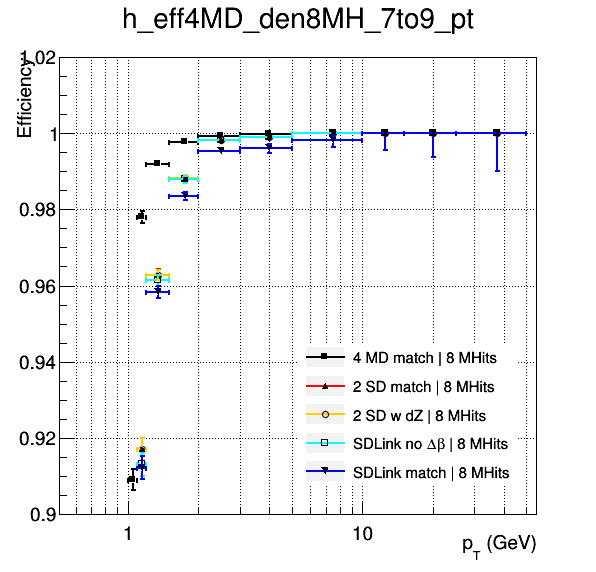 h_eff4MD_den8MH_7to9_pt
Efficiency
1.02
1
0.98
0.96
0.94
0.92
0.9
4 MD match | 8 MHits
2 SD match | 8 MHits
2 SD w dZ | 8 MHits
SDLink no Δβ | 8 MHits
SDLink match | 8 MHits
1
10
p_T (GeV)